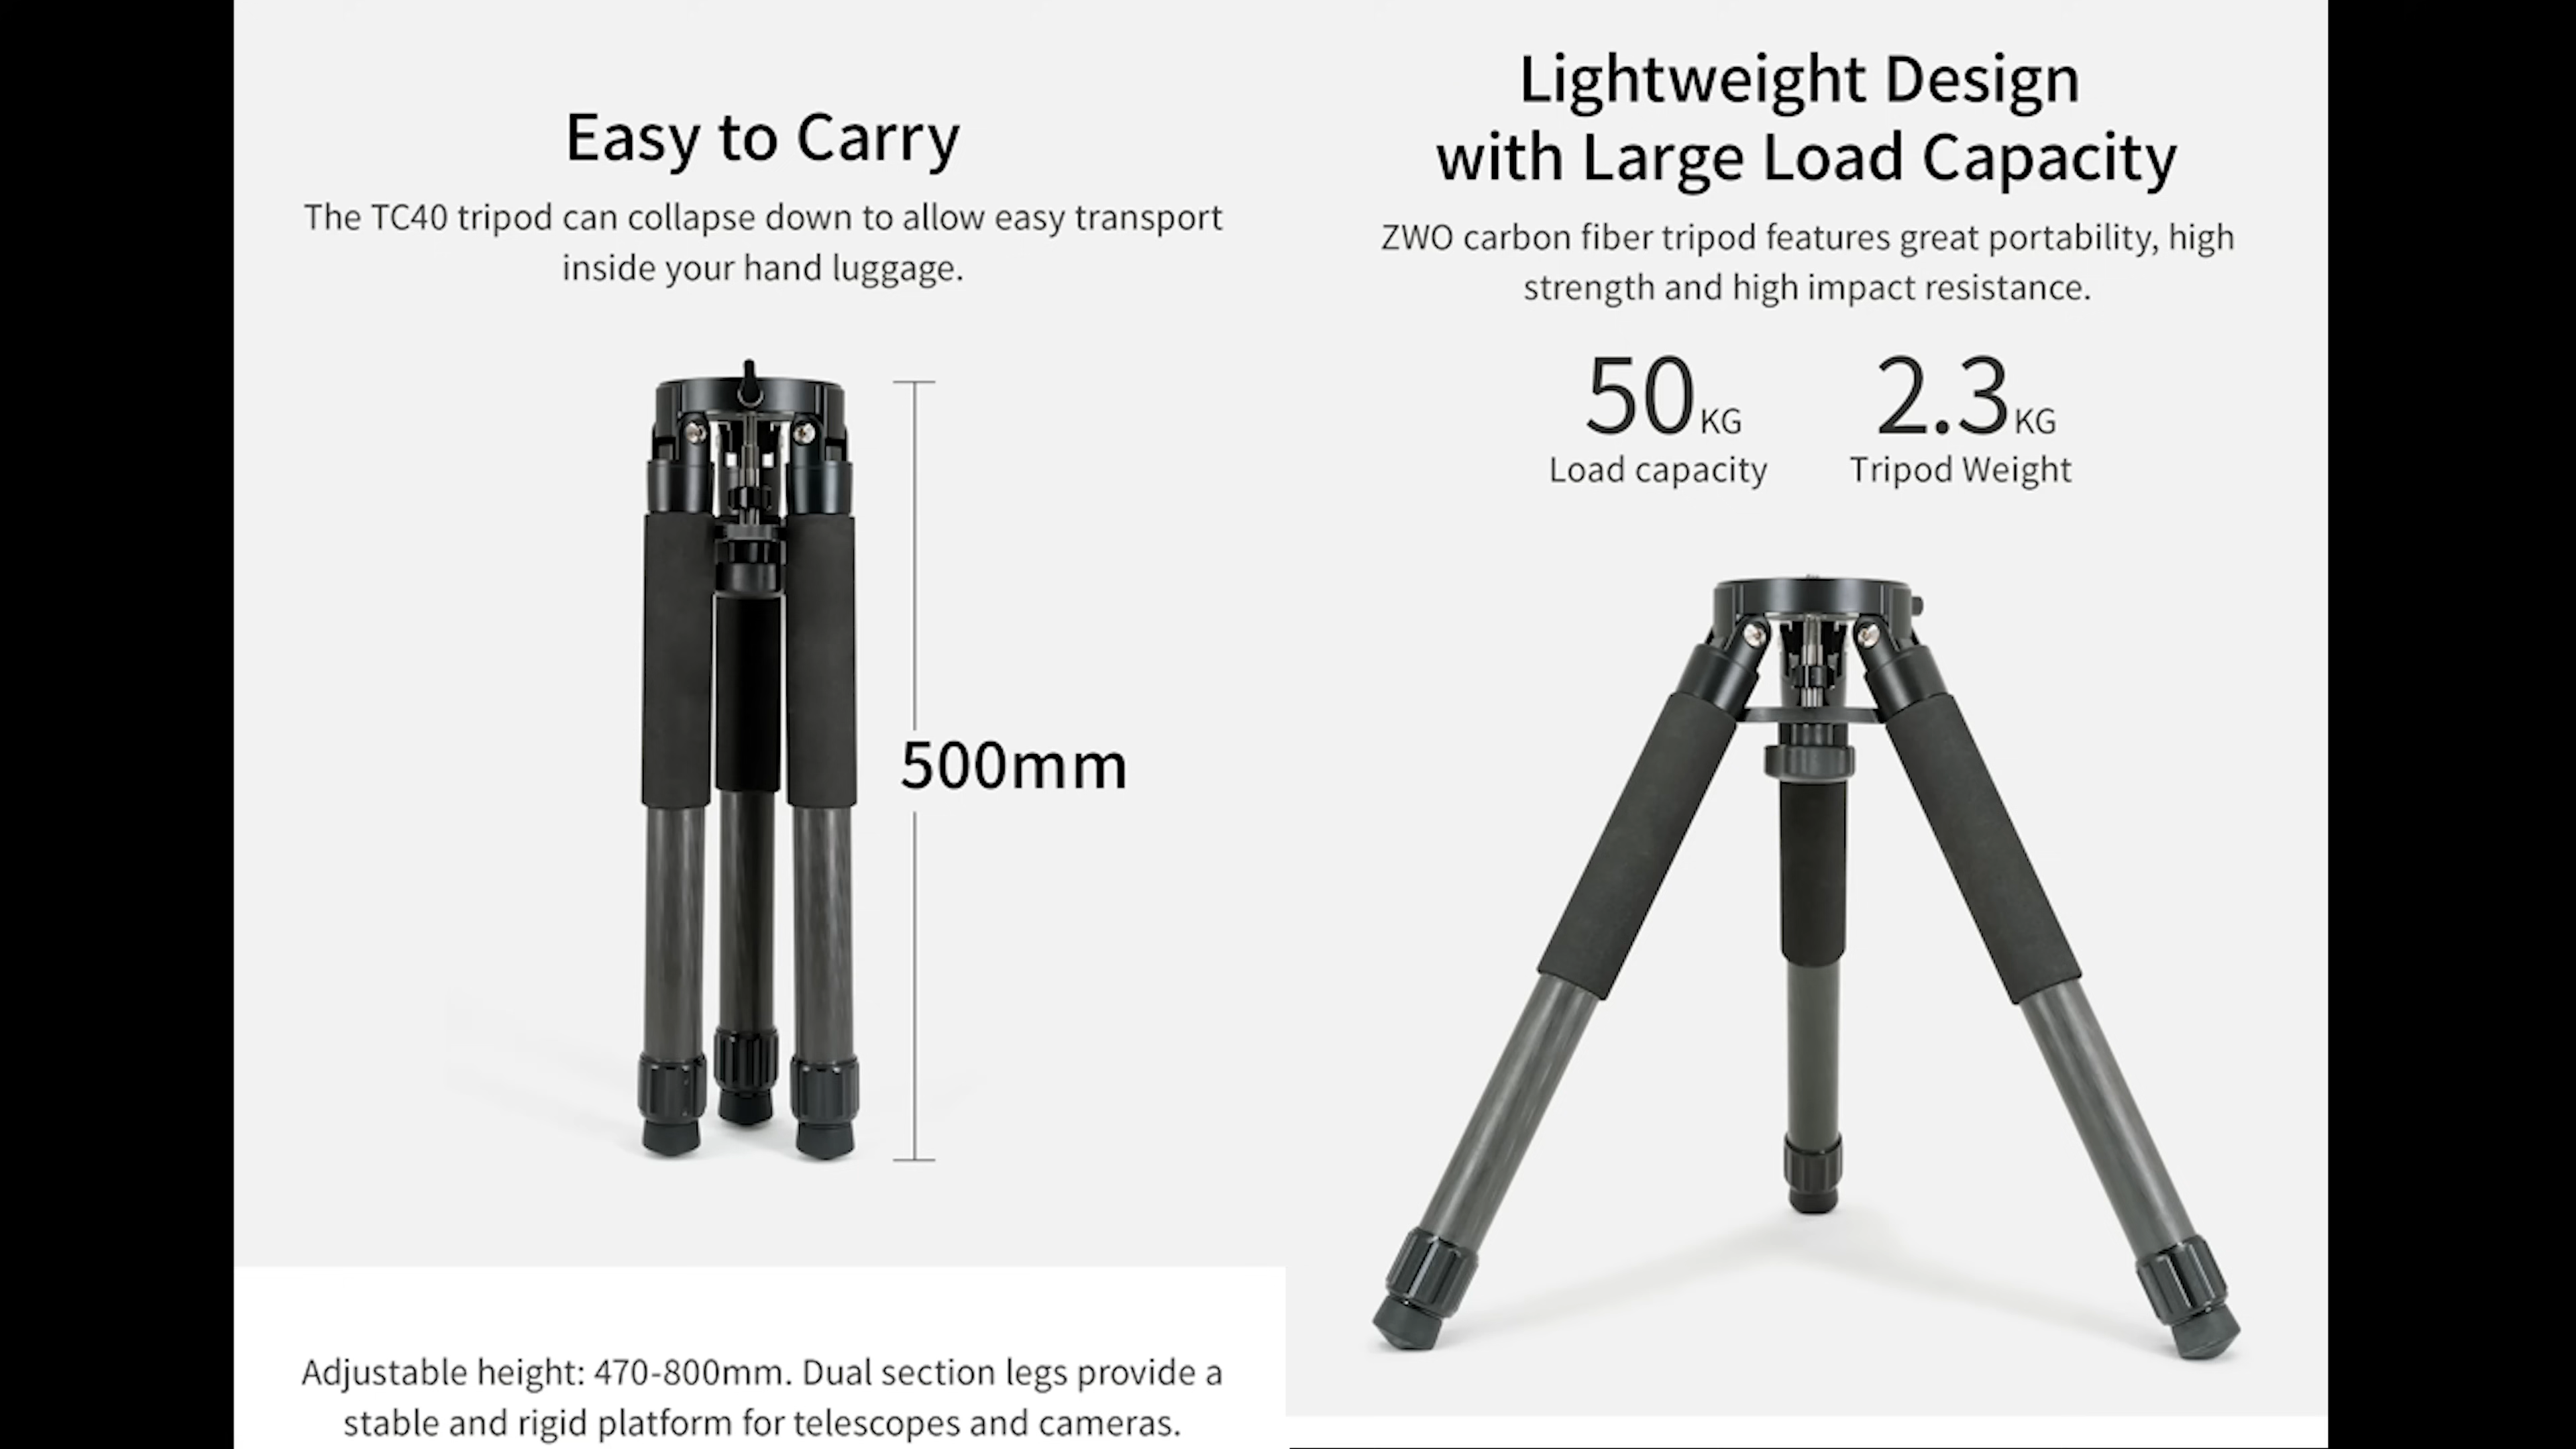 Easy to Carry
The TC40 tripod can collapse down to allow easy transport
inside your hand luggage.
500mm
Adjustable height: 470-800mm. Dual section legs provide a
stable and rigid platform for telescopes and cameras.
Lightweight Design
with Large Load Capacity
ZWO carbon fiber tripod features great portability, high
strength and high impact resistance.
50KG 2.3KG
Load capacity Tripod Weight